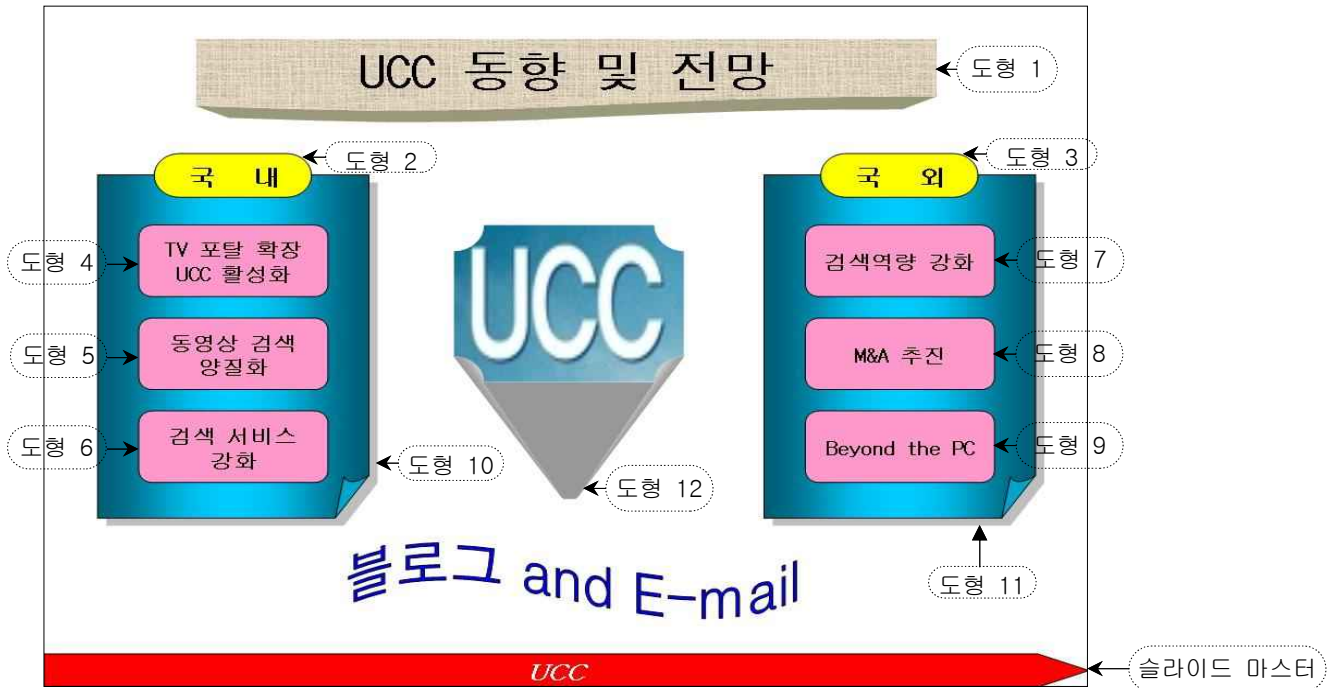 UCC 동향 및 전망
도형 1
국 내
도형 2
국 외
도형 3
TV 포탈 확장
UCC 활성화
도형 4
동영상 검색
양질화
도형 5
검색 서비스
강화
도형 6
도형 10
UCC
도형 12
검색역량 강화
도형 7
M&A 추진
도형 8
Beyond the PC
도형 9
도형 11
블로그 and E-mail
UCC
슬라이드 마스터